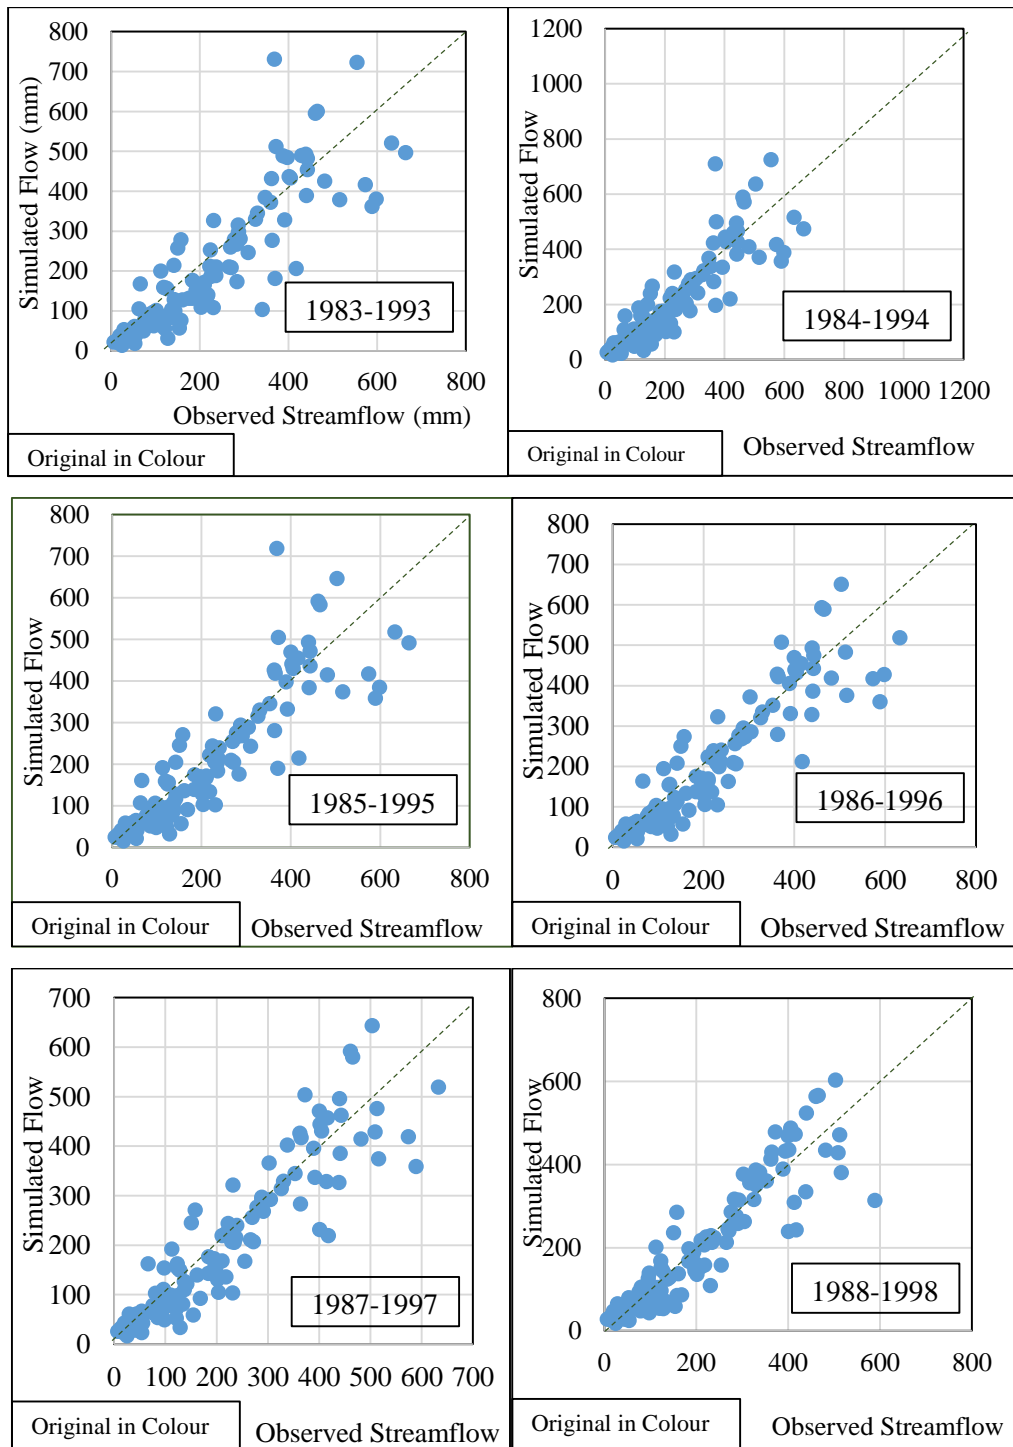 800
700
600
500
400
300
200
100
0
Simulated Flow (mm)
1983-1993
0 200 400 600 800
Observed Streamflow (mm)
Original in Colour
1200
1000
800
600
400
200
0
Simulated Flow
1984-1994
0 200 400 600 800 1000 1200
Observed Streamflow
Original in Colour
800
700
600
500
400
300
200
100
0
Simulated Flow
1985-1995
0 200 400 600 800
Original in Colour
Observed Streamflow
800
700
600
500
400
300
200
100
0
Simulated Flow
1986-1996
0 200 400 600 800
Original in Colour
Observed Streamflow
700
600
500
400
300
200
100
0
Simulated Flow
1987-1997
0 100 200 300 400 500 600 700
Original in Colour
Observed Streamflow
800
600
400
200
0
Simulated Flow
1988-1998
0 200 400 600 800
Original in Colour
Observed Streamflow